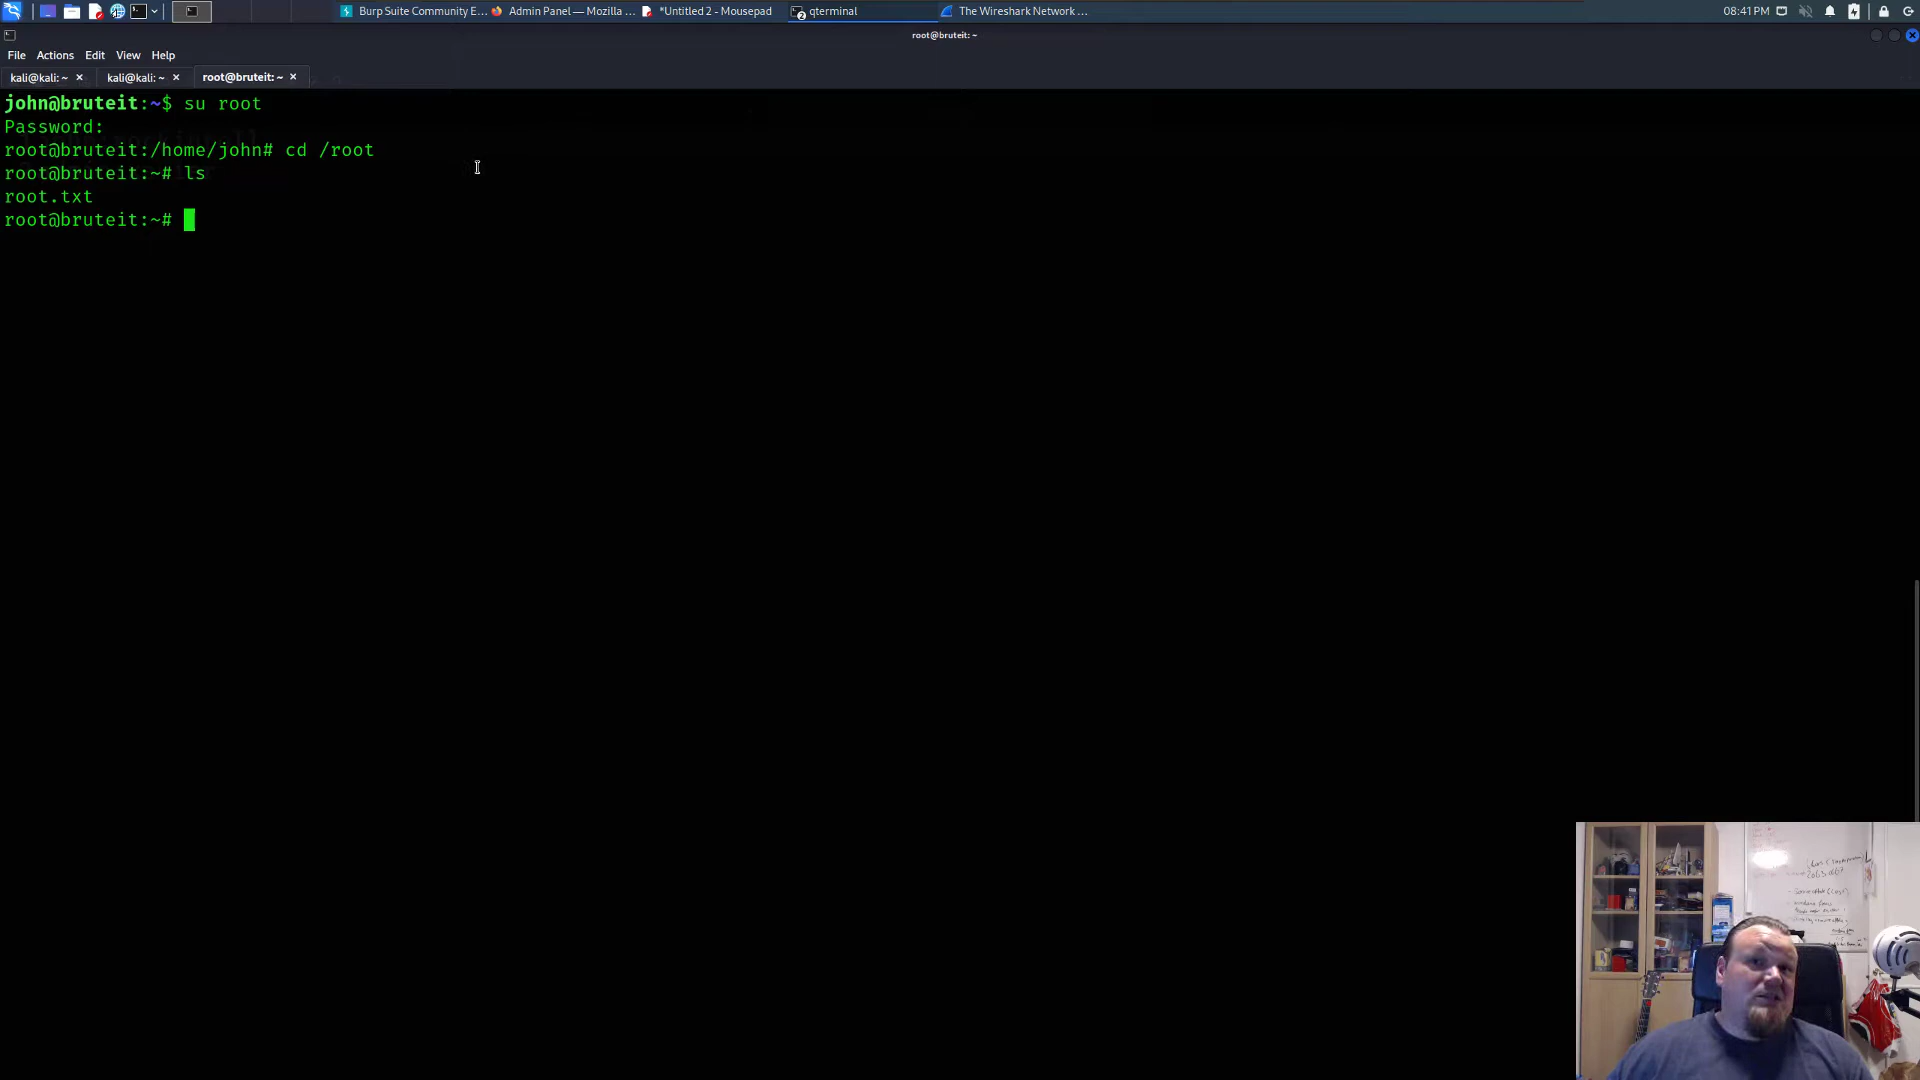 Burp Suite Community E... Admin Panel — Mozilla ... *Untitled 2 - Mousepad qterminal The Wireshark Network ... 08:41 PM
root@bruteit: ~
File Actions Edit View Help
kali@kali: ~ × kali@kali: ~ × root@bruteit: ~ ×
john@bruteit:~$ su root
Password:
root@bruteit:/home/john# cd /root
root@bruteit:~# ls
root.txt
root@bruteit:~#